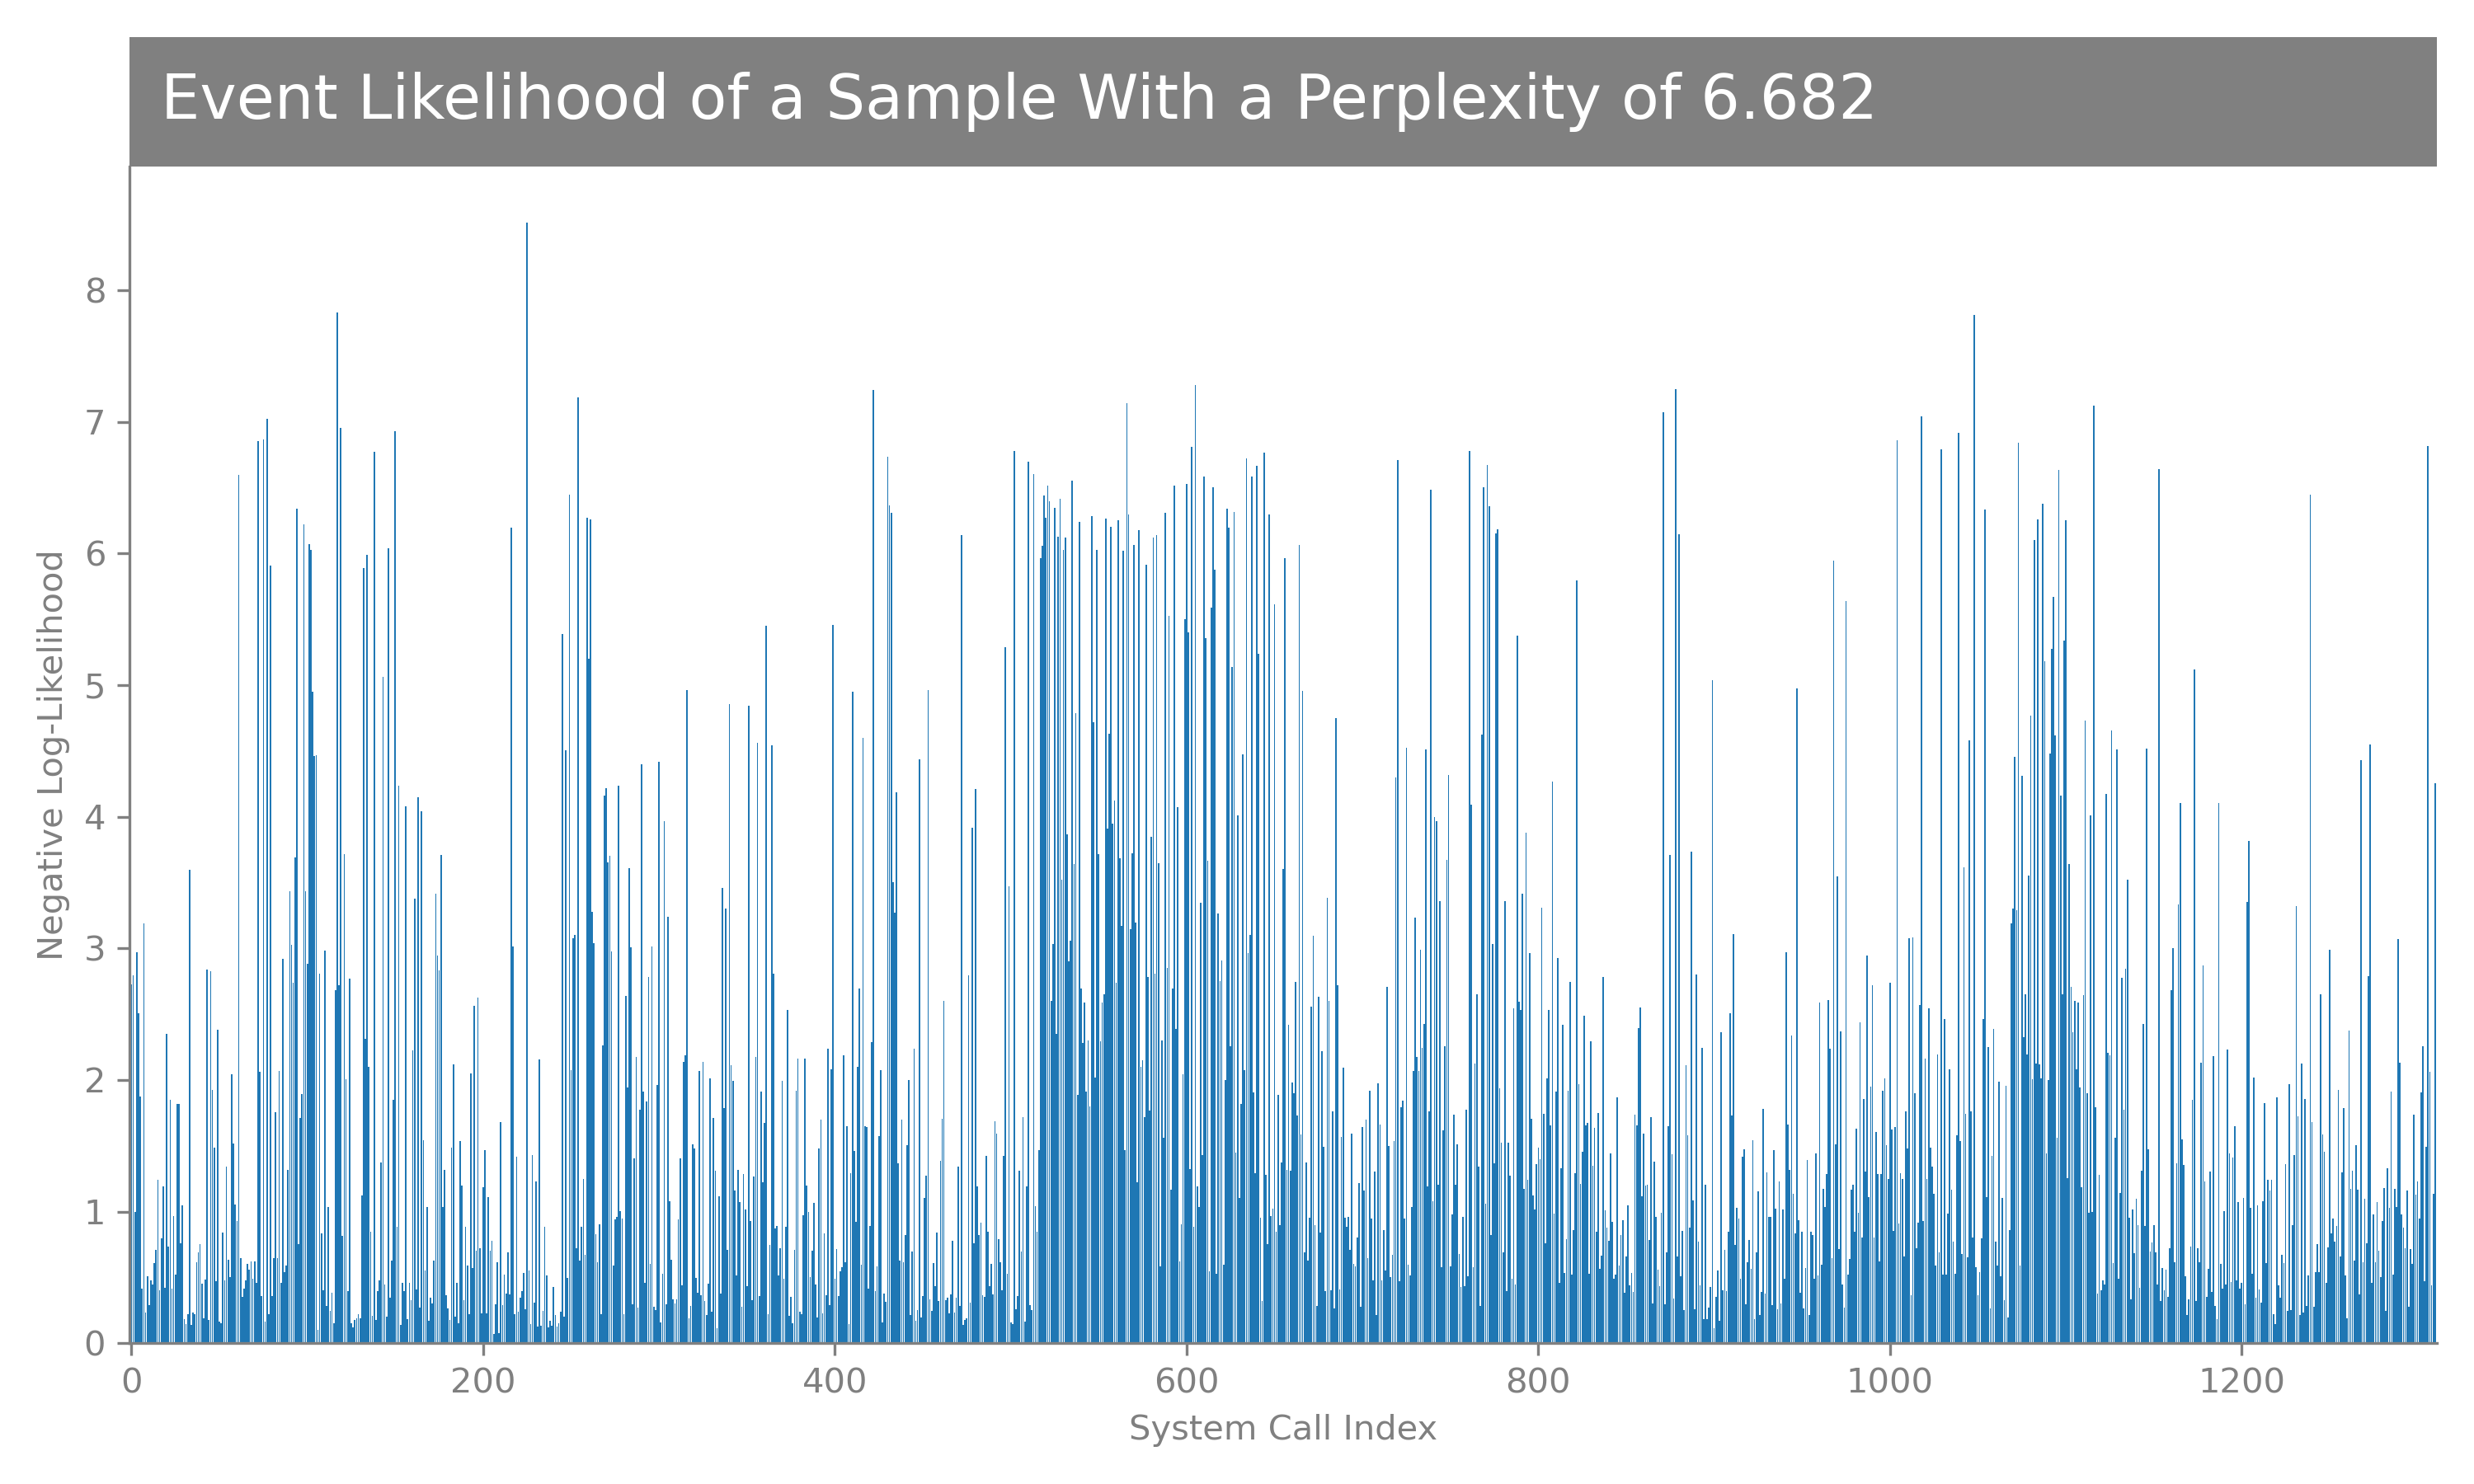 Event Likelihood of a Sample With a Perplexity of 6.682
Negative Log-Likelihood
8
7
6
5
4
3
2
1
0
0 200 400 600 800 1000 1200
System Call Index